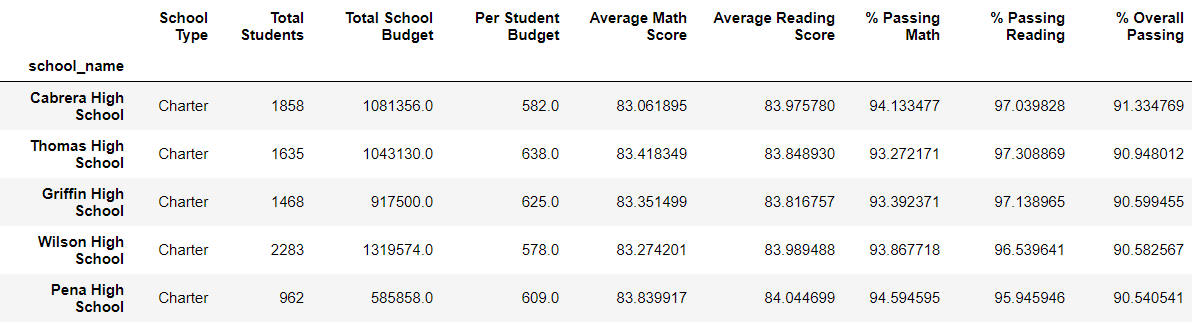 School Type Total Students Total School Budget Per Student Budget Average Math Score Average Reading Score % Passing Math % Passing Reading % Overall Passing
school_name
Cabrera High School Charter 1858 1081356.0 582.0 83.061895 83.975780 94.133477 97.039828 91.334769
Thomas High School Charter 1635 1043130.0 638.0 83.418349 83.848930 93.272171 97.308869 90.948012
Griffin High School Charter 1468 917500.0 625.0 83.351499 83.816757 93.392371 97.138965 90.599455
Wilson High School Charter 2283 1319574.0 578.0 83.274201 83.989488 93.867718 96.539641 90.582567
Pena High School Charter 962 585858.0 609.0 83.839917 84.044699 94.594595 95.945946 90.540541